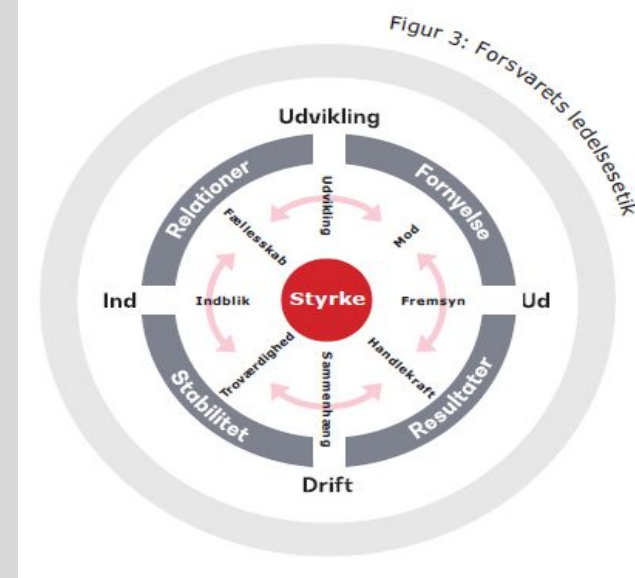 Figur 3: Forsvarets ledelsesetik
Udvikling
Relationer
Fornyelse
Udvikling
Fællesskab
Mod
Ind
Indblik
Styrke
Fremsyn
Ud
Troværdighed
Sammenhæng
Handlekraft
Stabilitet
Resultater
Drift